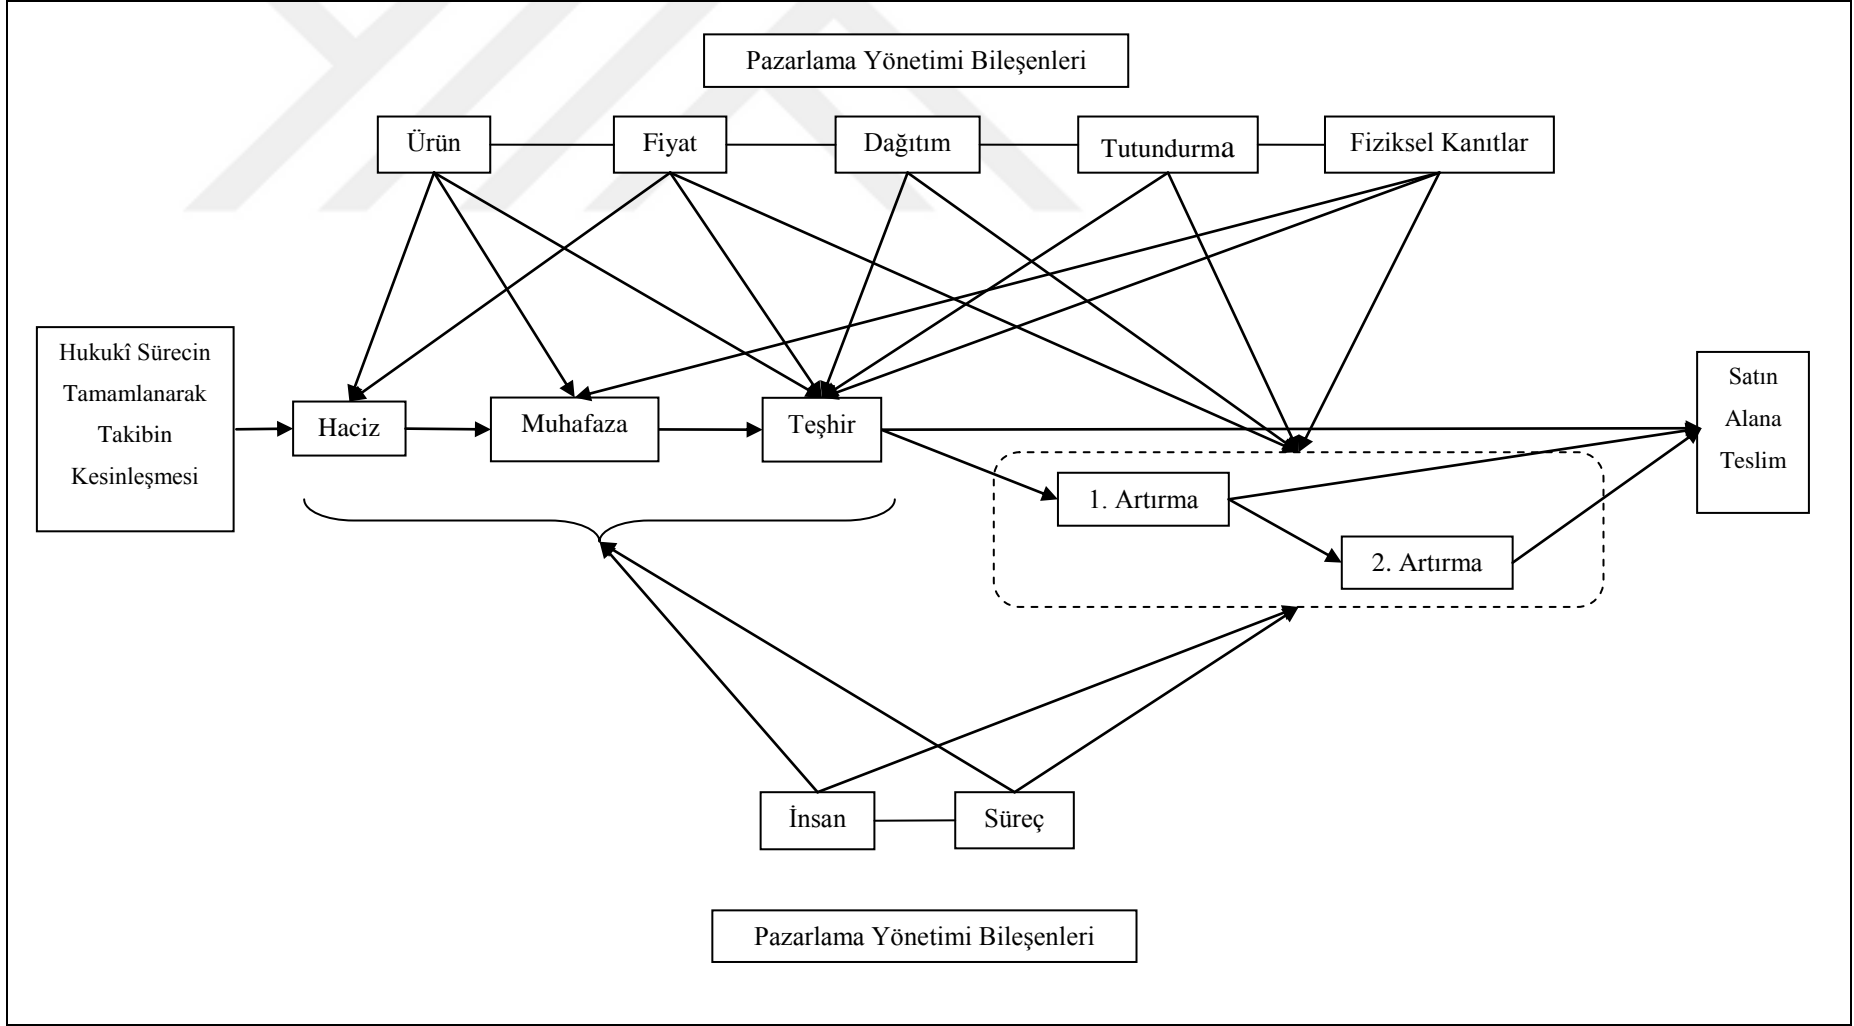 Pazarlama Yönetimi Bileşenleri
Ürün
Fiyat
Dağıtım
Tutundurma
Fiziksel Kanıtlar
Hukukî Sürecin
Tamamlanarak
Takibin
Kesinleşmesi
Haciz
Muhafaza
Teşhir
Satın
Alana
Teslim
1. Artırma
2. Artırma
İnsan
Süreç
Pazarlama Yönetimi Bileşenleri